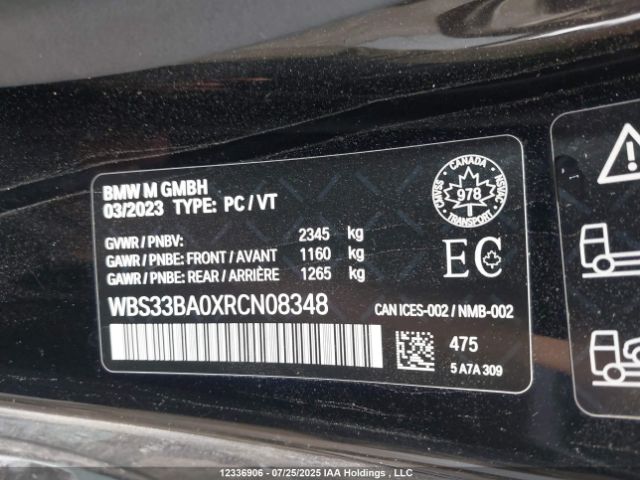 BMW M GMBH
03/2023 TYPE: PC / VT
GVWR / PNBV: 2345 kg
GAWR / PNBE: FRONT / AVANT 1160 kg
GAWR / PNBE: REAR / ARRIÈRE 1265 kg
WBS33BA0XRCN08348
CANADA
CMVSS NSVAC
978
TRANSPORT
EC
CAN ICES-002 / NMB-002
475
5 A7A 309
12336906 - 07/25/2025 IAA Holdings , LLC